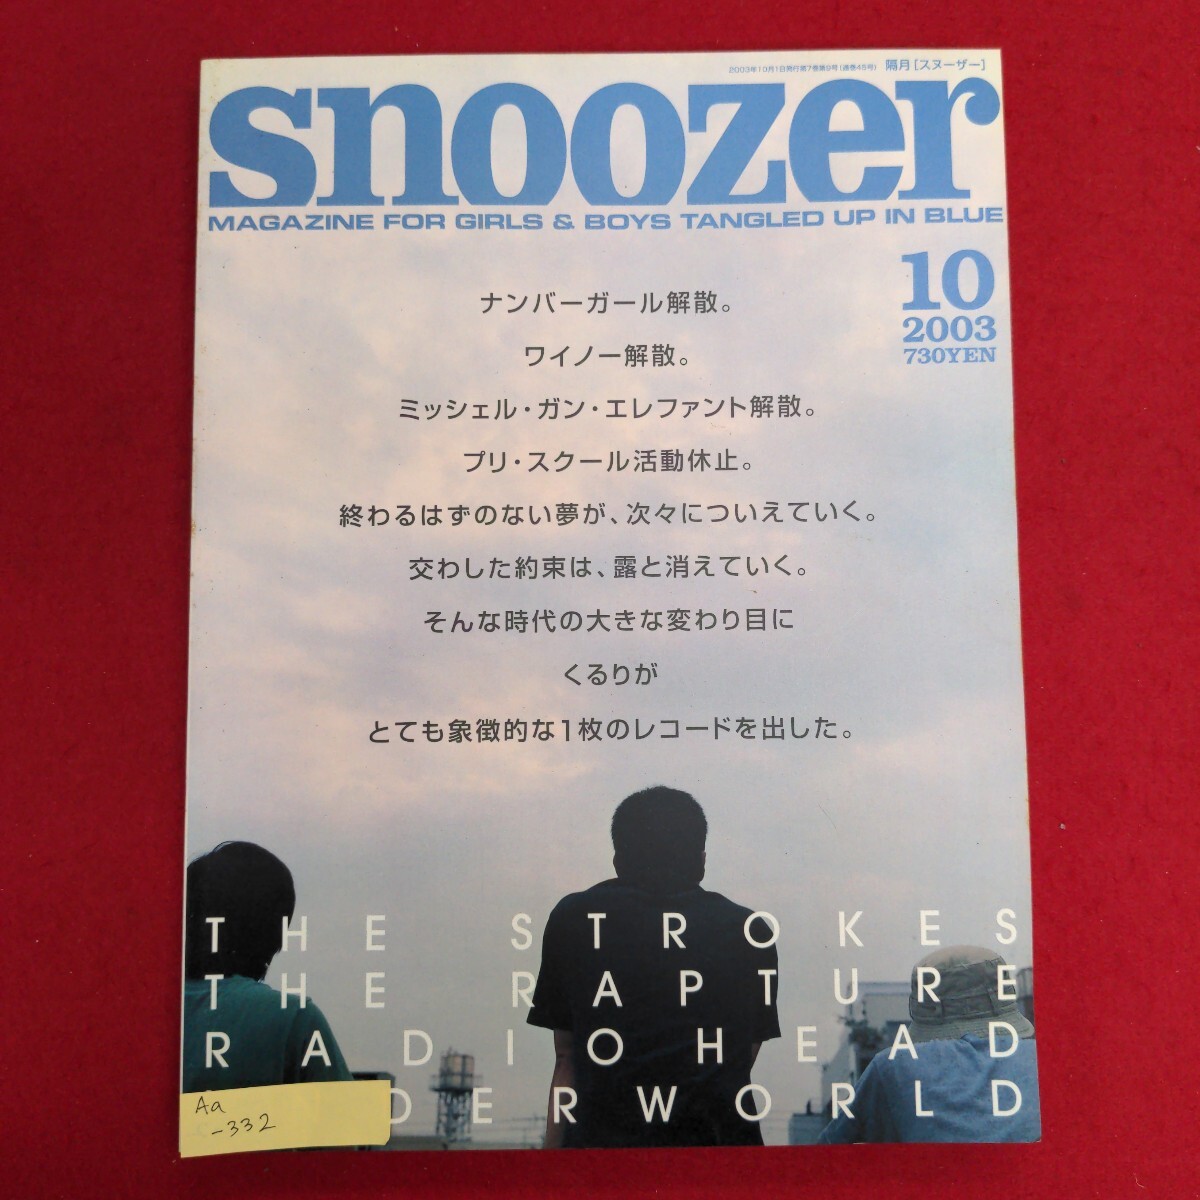 2003年10月1日発行第7巻第9号(通巻45号) 隔月[スヌーザー]
snoozer
MAGAZINE FOR GIRLS & BOYS TANGLED UP IN BLUE
10
2003
730YEN
ナンバーガール解散。
ワイノー解散。
ミッシェル・ガン・エレファント解散。
プリ・スクール活動休止。
終わるはずのない夢が、次々についえていく。
交わした約束は、露と消えていく。
そんな時代の大きな変わり目に
くるりが
とても象徴的な1枚のレコードを出した。
THE STROKES
THE RAPTURE
RADIOHEAD
DERWORLD
Aa
-332